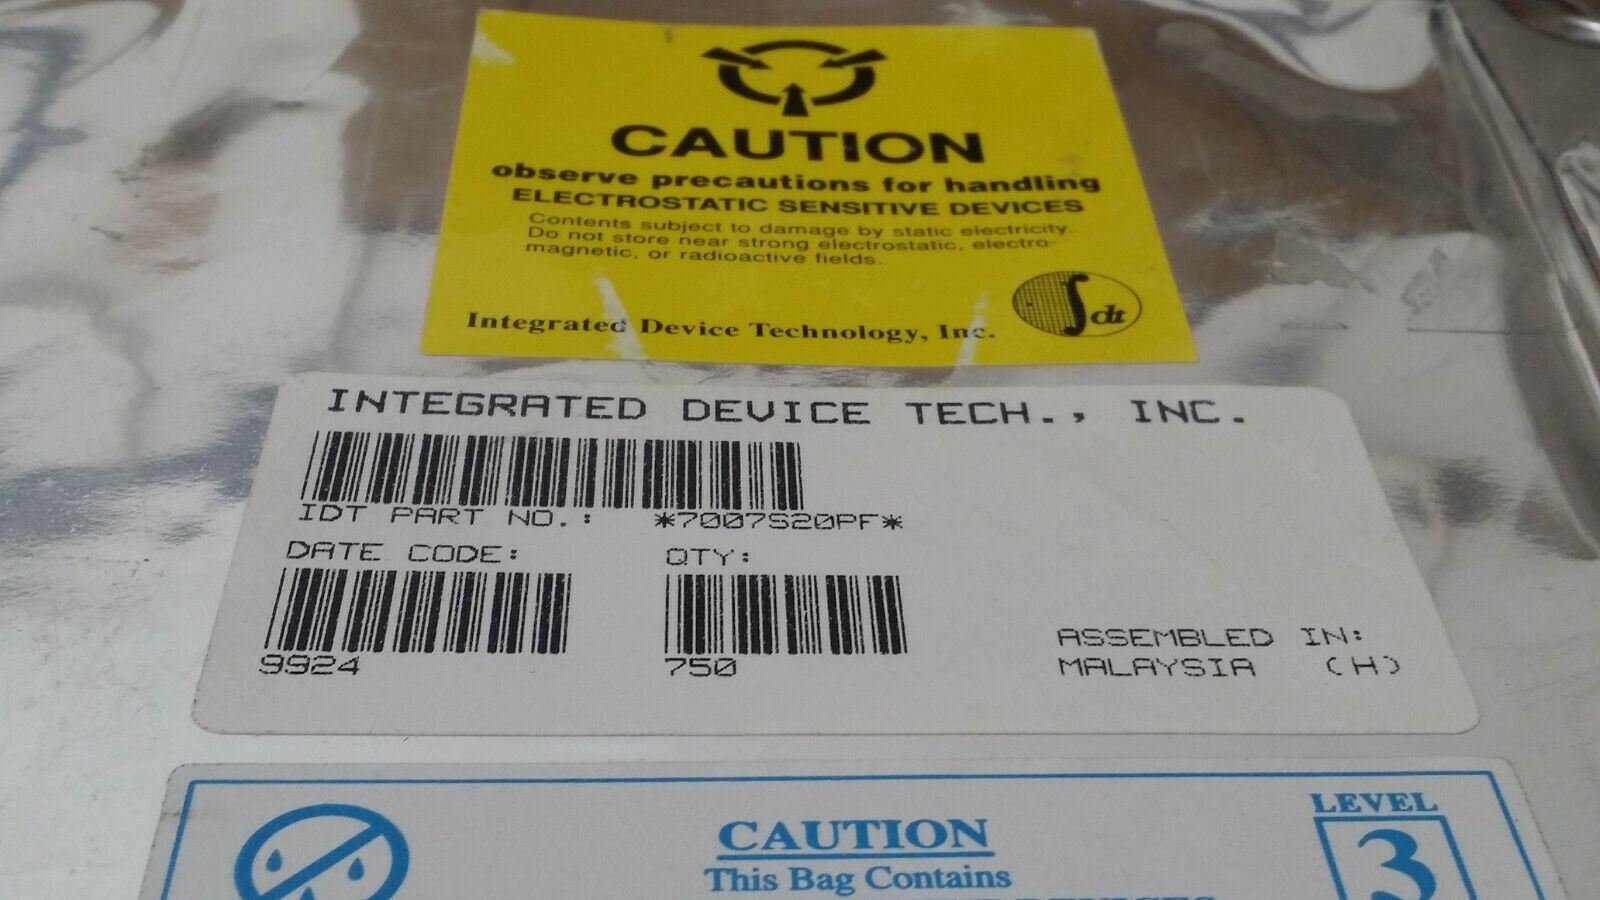 CAUTION
observe precautions for handling
ELECTROSTATIC SENSITIVE DEVICES
Contents subject to damage by static electricity.
Do not store near strong electrostatic, electro-
magnetic, or radioactive fields.
Integrated Device Technology, Inc.
dt
INTEGRATED DEVICE TECH., INC.
IDT PART NO.: *7007S20PF*
DATE CODE: QTY:
9924 750
ASSEMBLED IN:
MALAYSIA (H)
LEVEL
3
CAUTION
This Bag Contains
DEVICES